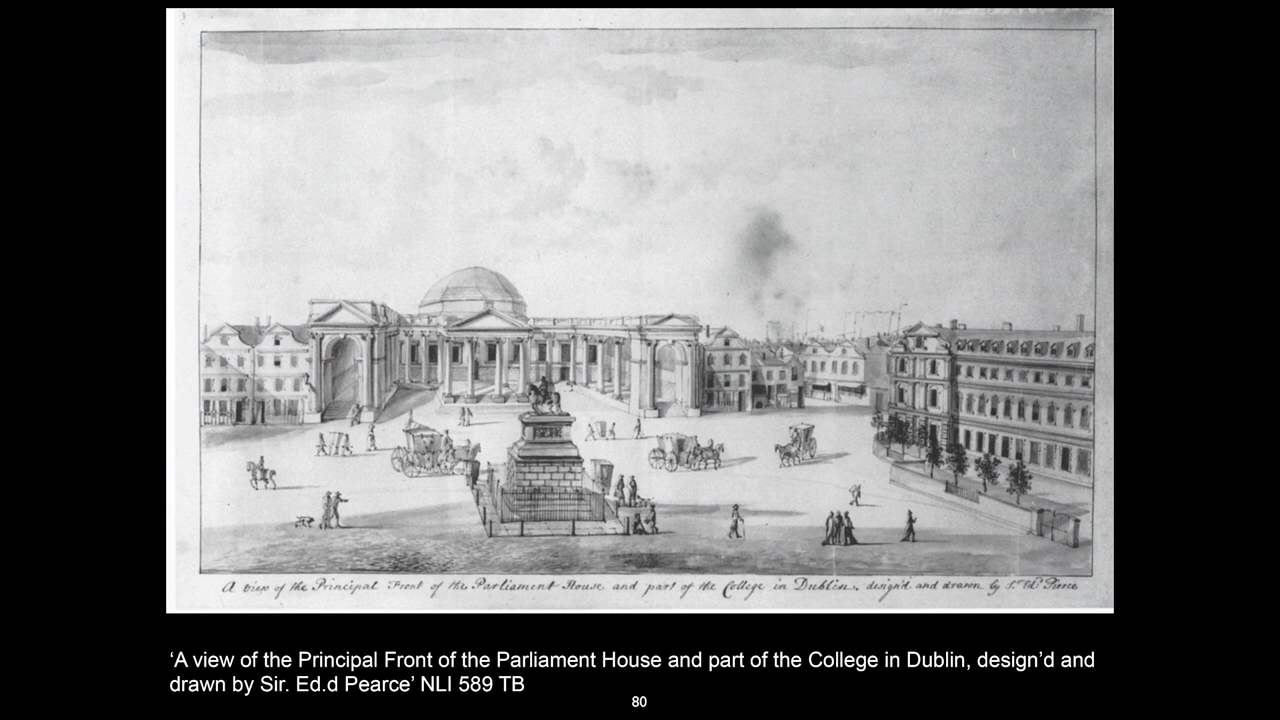 A view of the Principal Front of the Parliament House and part of the College in Dublin, design'd and drawn by Sr. Edd. Pierce
‘A view of the Principal Front of the Parliament House and part of the College in Dublin, design’d and
drawn by Sir. Ed.d Pearce’ NLI 589 TB
80